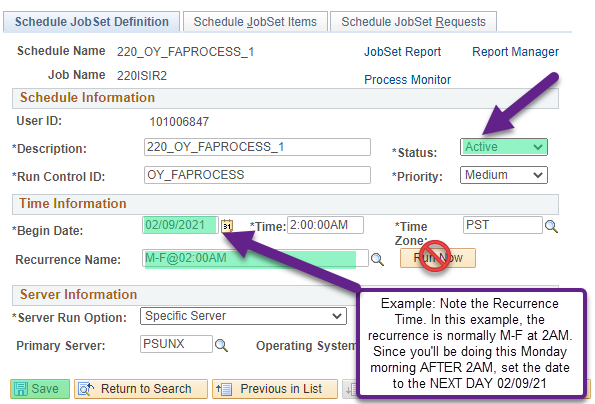 Schedule JobSet Definition Schedule JobSet Items Schedule JobSet Requests
Schedule Name 220_OY_FAPROCESS_1 JobSet Report Report Manager
Job Name 220ISIR2 Process Monitor
Schedule Information
User ID: 101006847
*Description: 220_OY_FAPROCESS_1 *Status: Active
*Run Control ID: OY_FAPROCESS *Priority: Medium
Time Information
*Begin Date: 02/09/2021 31 *Time: 2:00:00AM *Time Zone: PST
Recurrence Name: M-F@02:00AM Run Now
Server Information
*Server Run Option: Specific Server
Primary Server: PSUNX Operating System
Example: Note the Recurrence
Time. In this example, the
recurrence is normally M-F at 2AM.
Since you'll be doing this Monday
morning AFTER 2AM, set the date
to the NEXT DAY 02/09/21
Save Return to Search Previous in List